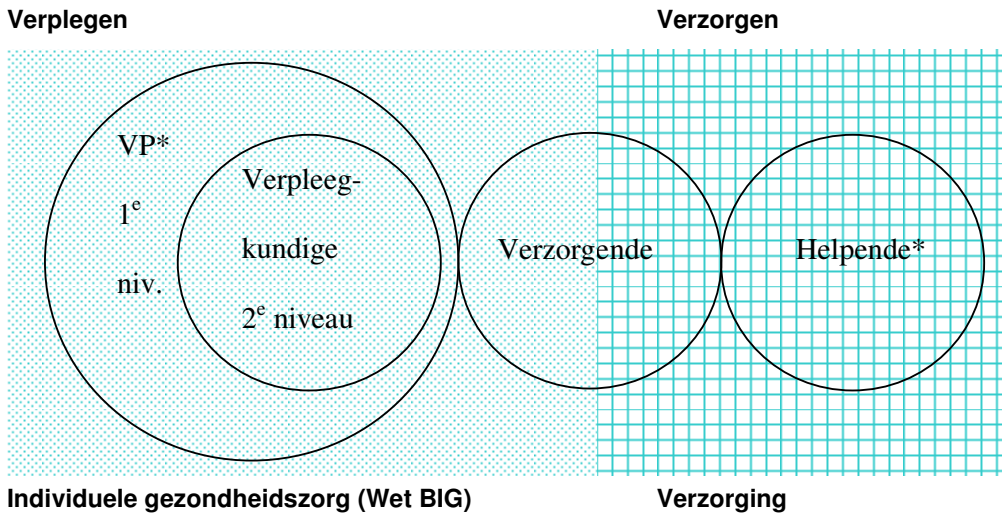 Verplegen
Verzorgen
VP*
1e
niv.
Verpleeg-
kundige
2e niveau
Verzorgende
Helpende*
Individuele gezondheidszorg (Wet BIG)
Verzorging